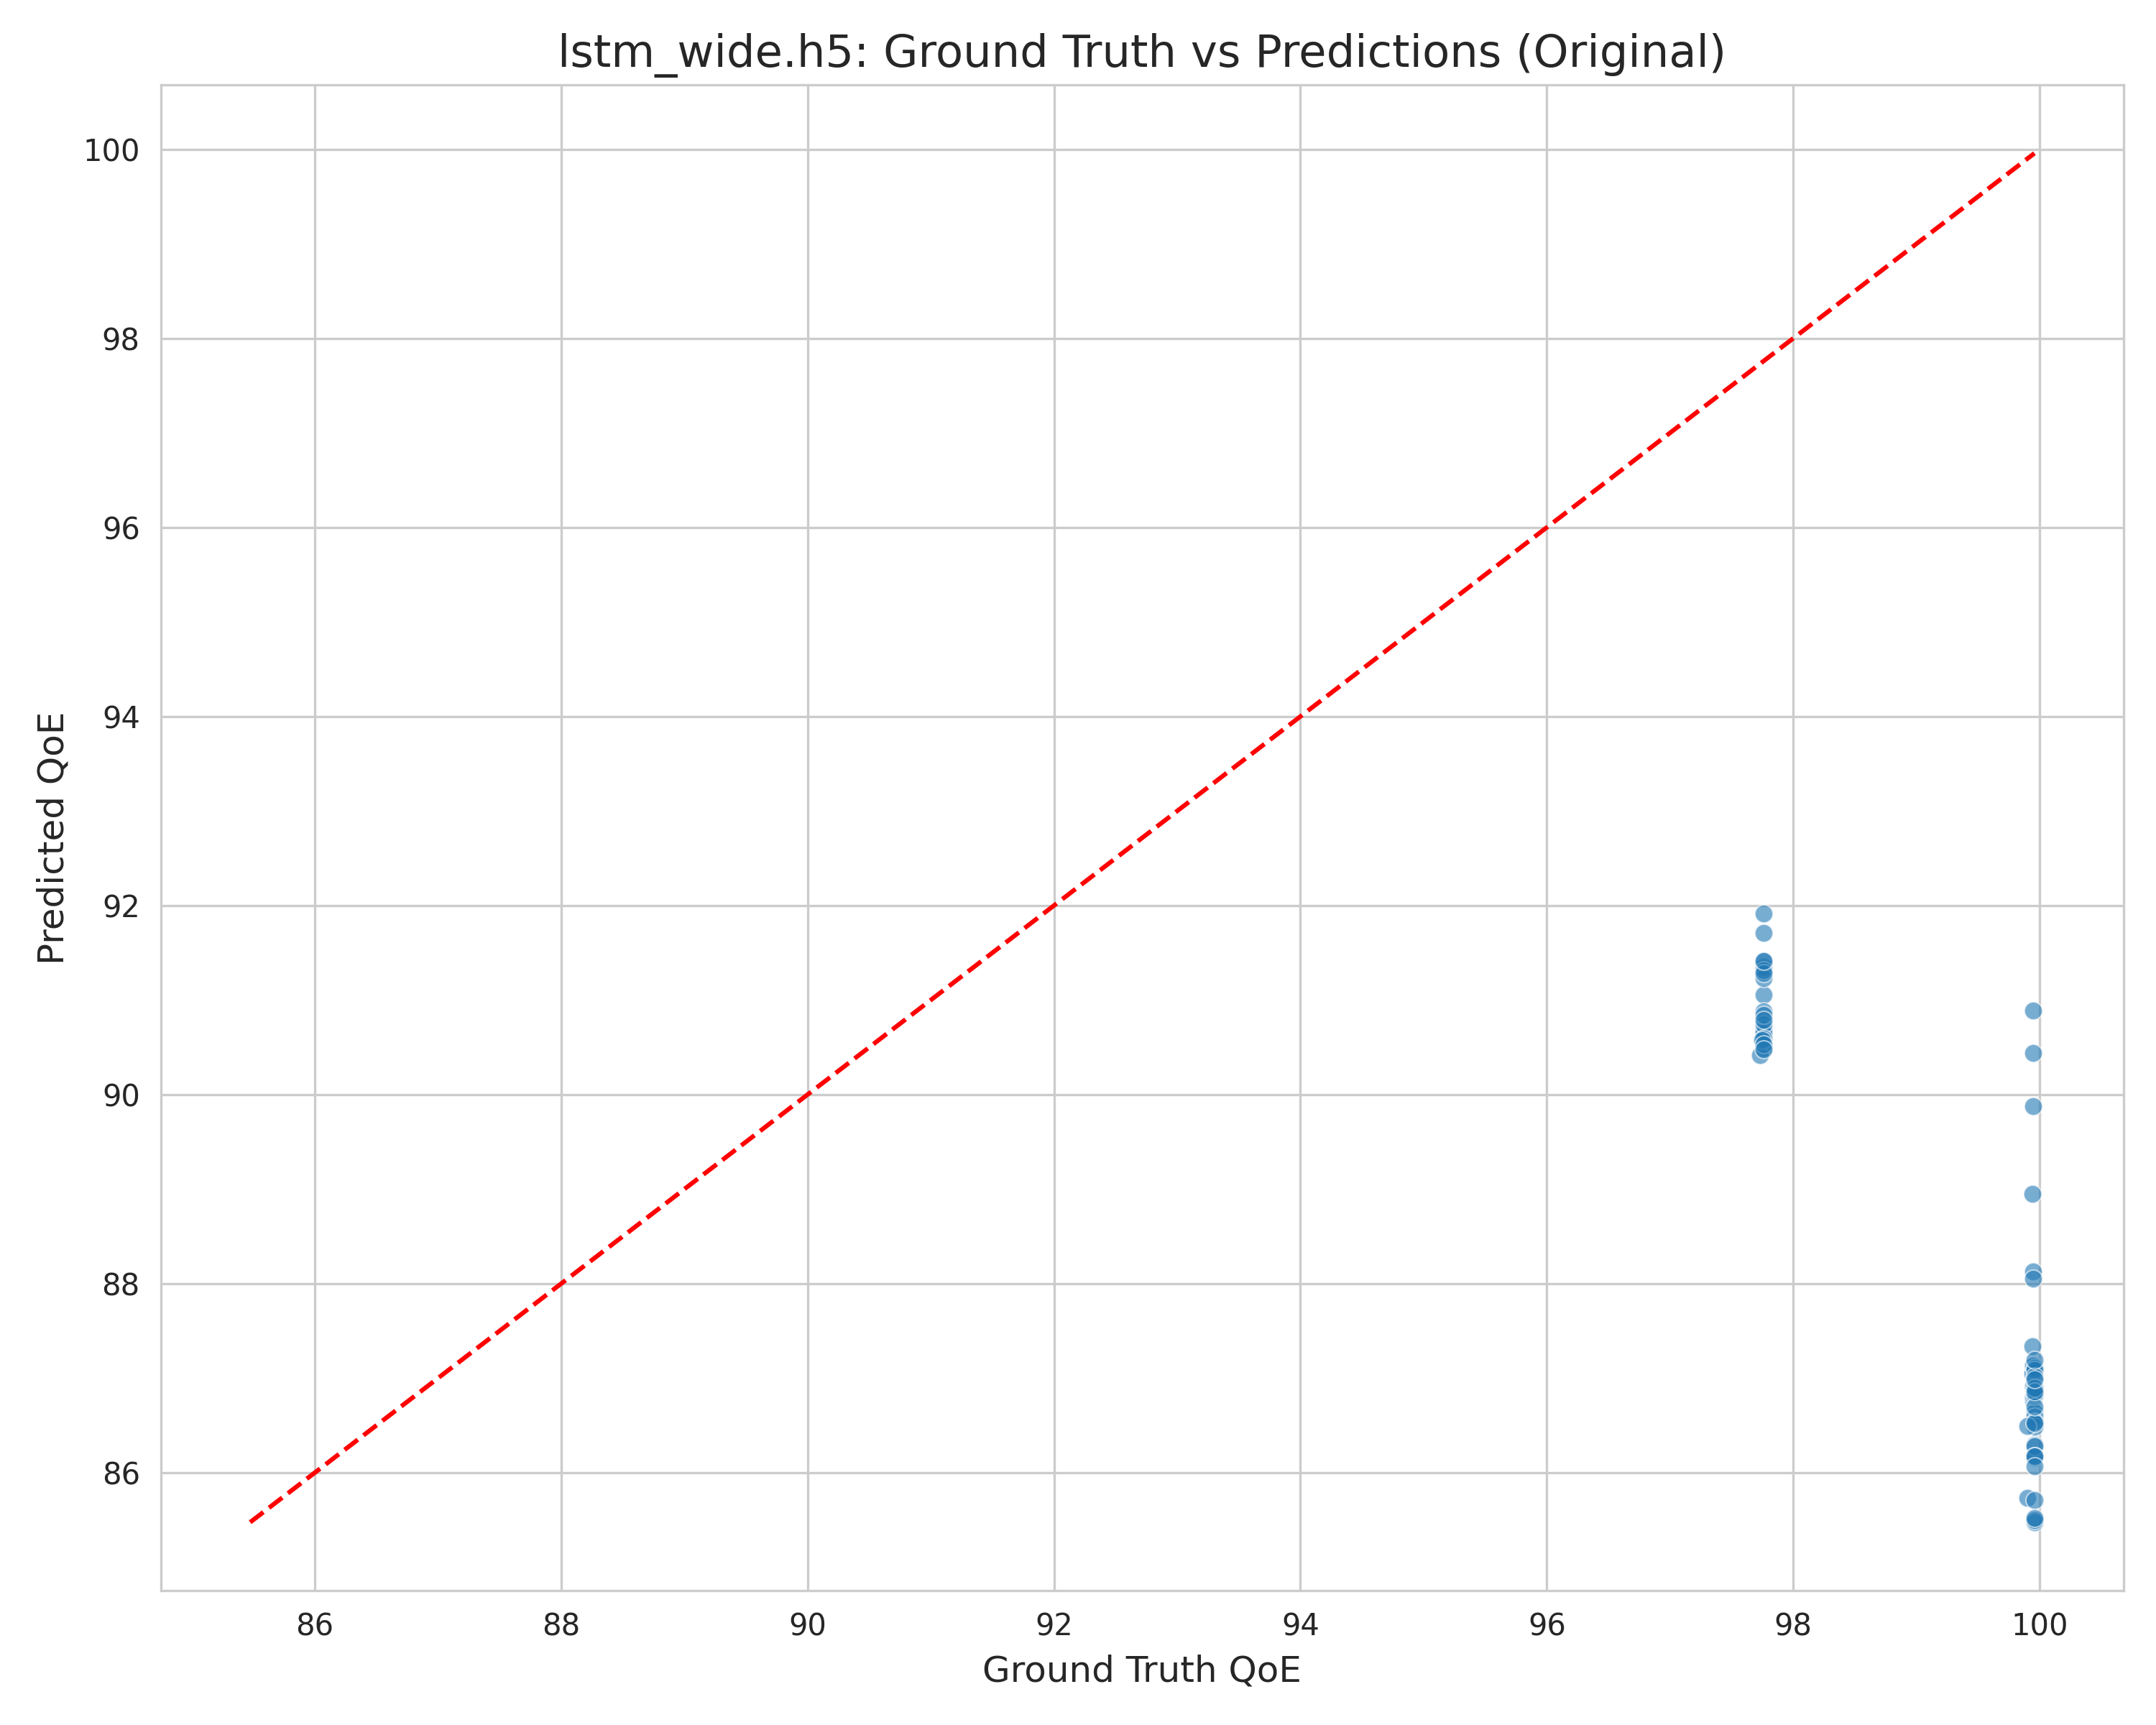 lstm_wide.h5: Ground Truth vs Predictions (Original)
100
98
96
94
92
90
88
86
Predicted QoE
86 88 90 92 94 96 98 100
Ground Truth QoE